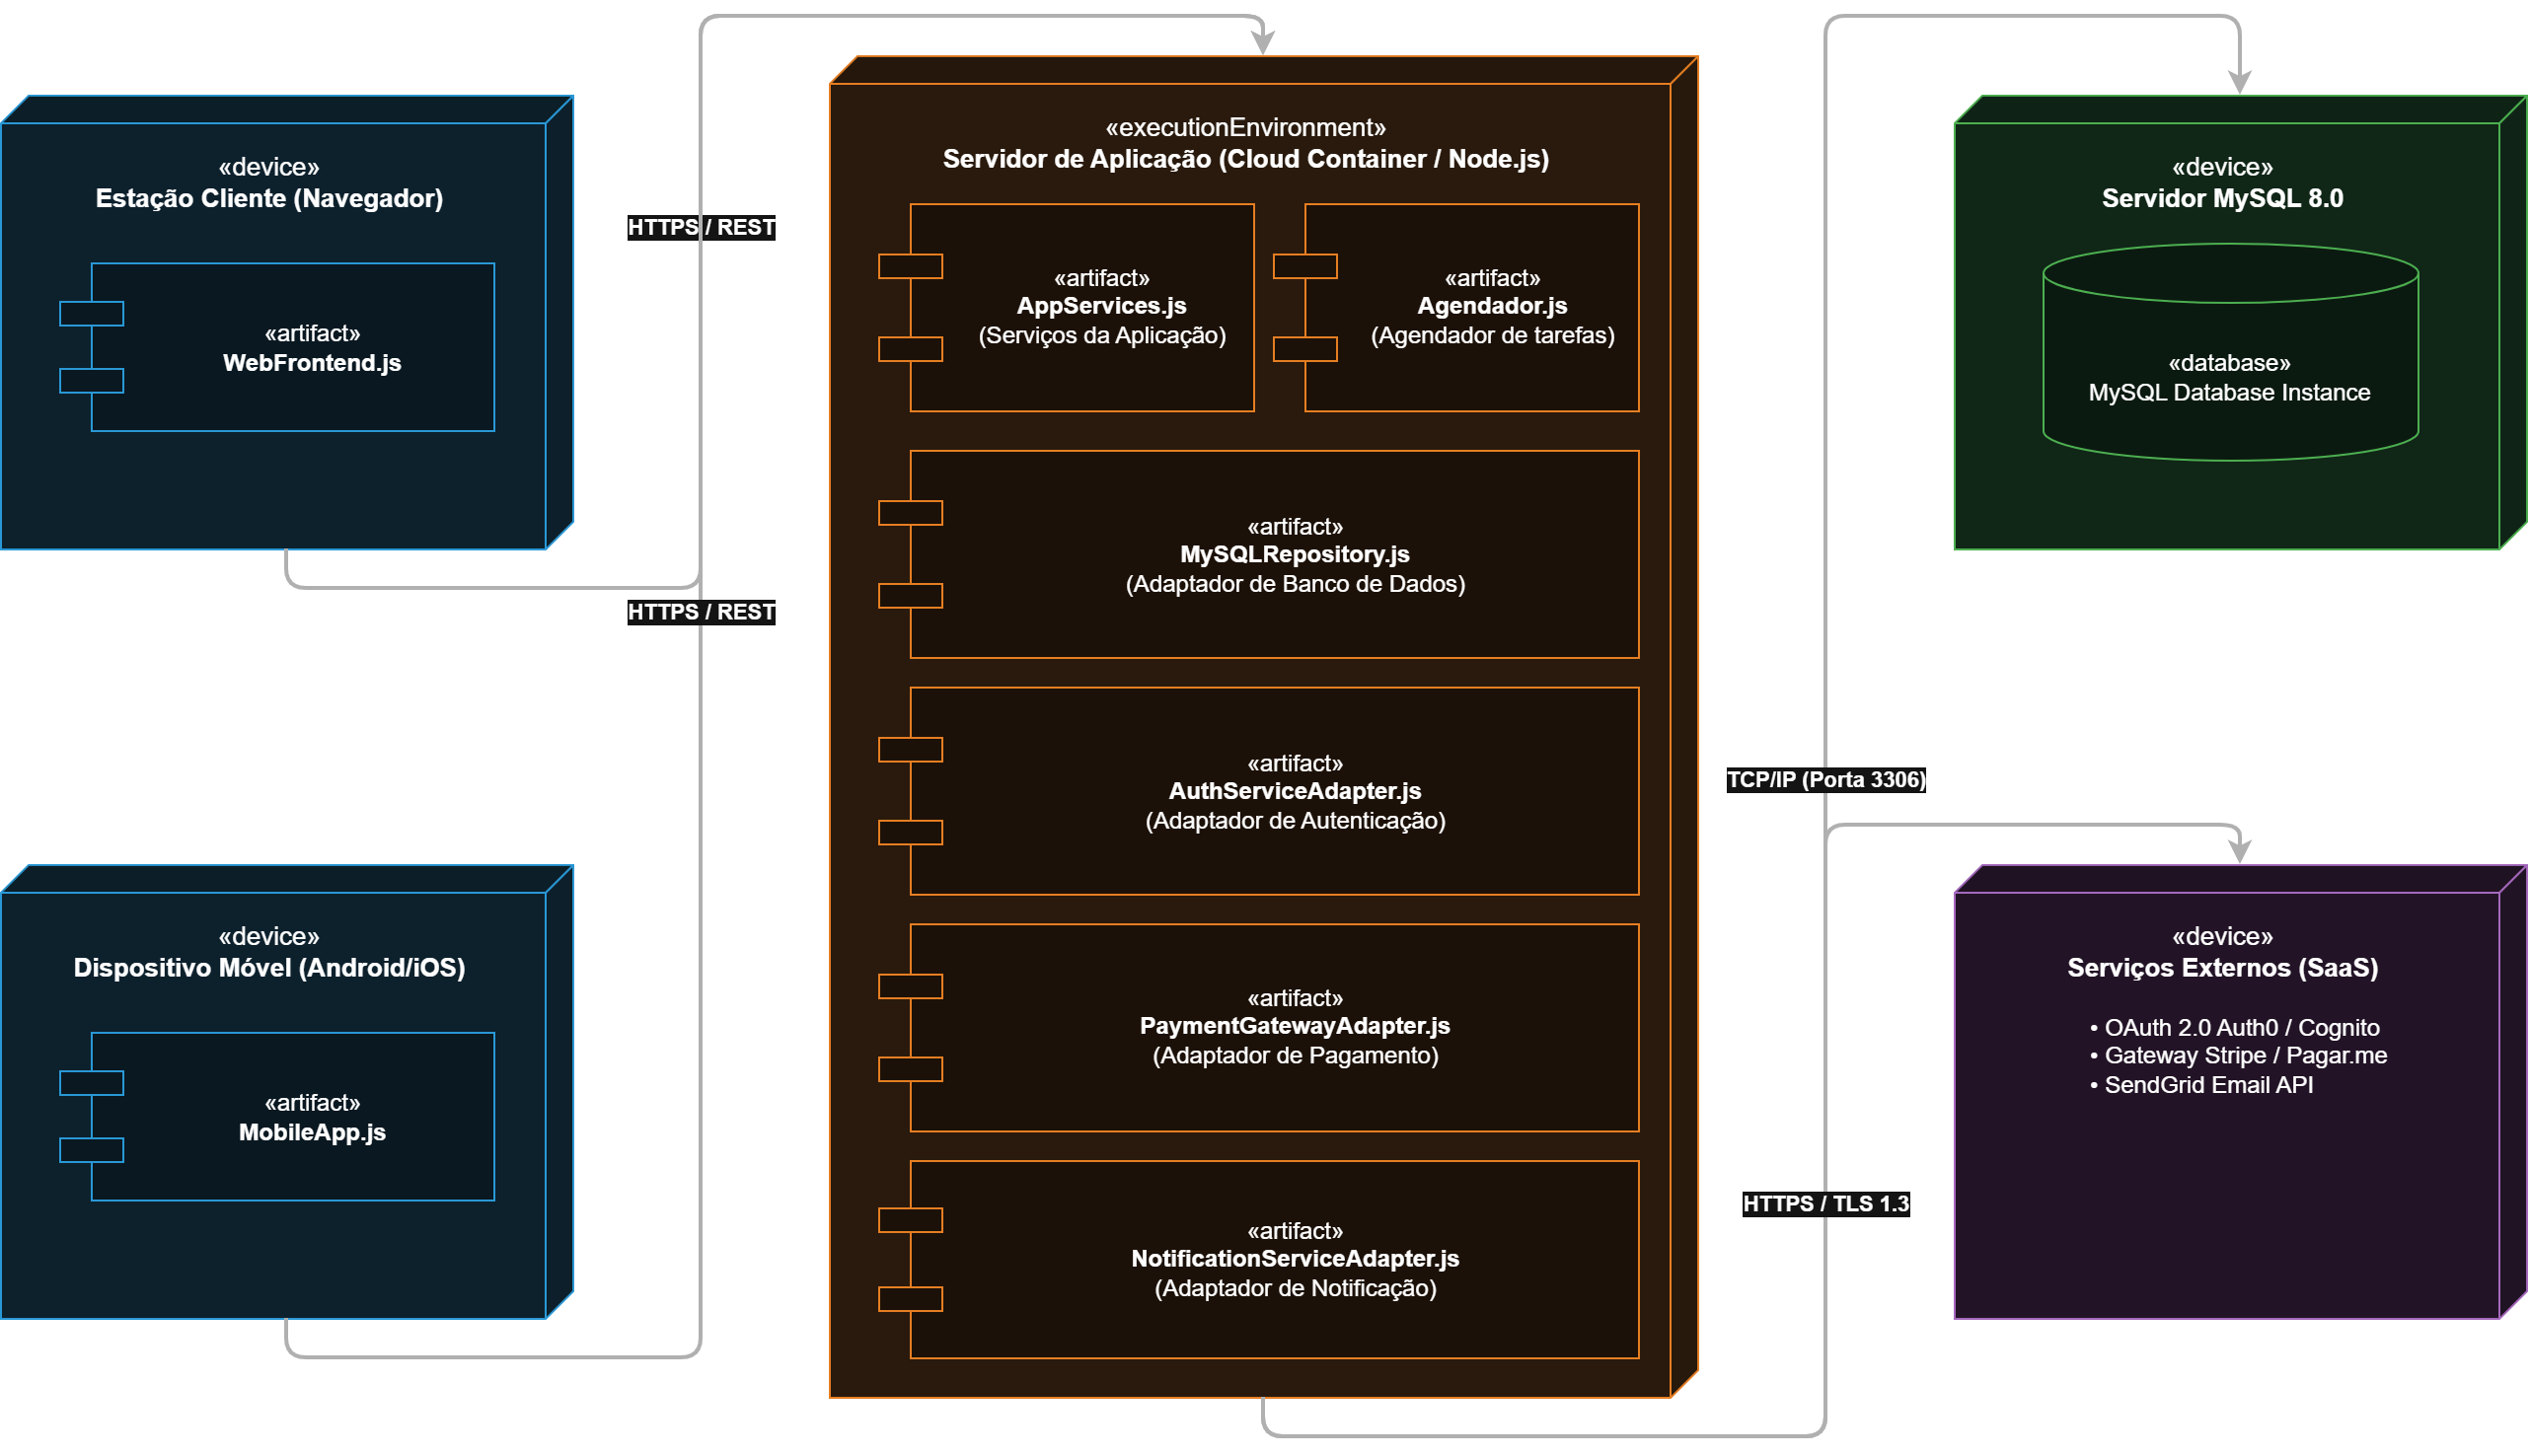 «device»
Estação Cliente (Navegador)
«artifact»
WebFrontend.js
HTTPS / REST
HTTPS / REST
«device»
Dispositivo Móvel (Android/iOS)
«artifact»
MobileApp.js
«executionEnvironment»
Servidor de Aplicação (Cloud Container / Node.js)
«artifact»
AppServices.js
(Serviços da Aplicação)
«artifact»
Agendador.js
(Agendador de tarefas)
«artifact»
MySQLRepository.js
(Adaptador de Banco de Dados)
«artifact»
AuthServiceAdapter.js
(Adaptador de Autenticação)
«artifact»
PaymentGatewayAdapter.js
(Adaptador de Pagamento)
«artifact»
NotificationServiceAdapter.js
(Adaptador de Notificação)
TCP/IP (Porta 3306)
HTTPS / TLS 1.3
«device»
Servidor MySQL 8.0
«database»
MySQL Database Instance
«device»
Serviços Externos (SaaS)
• OAuth 2.0 Auth0 / Cognito
• Gateway Stripe / Pagar.me
• SendGrid Email API